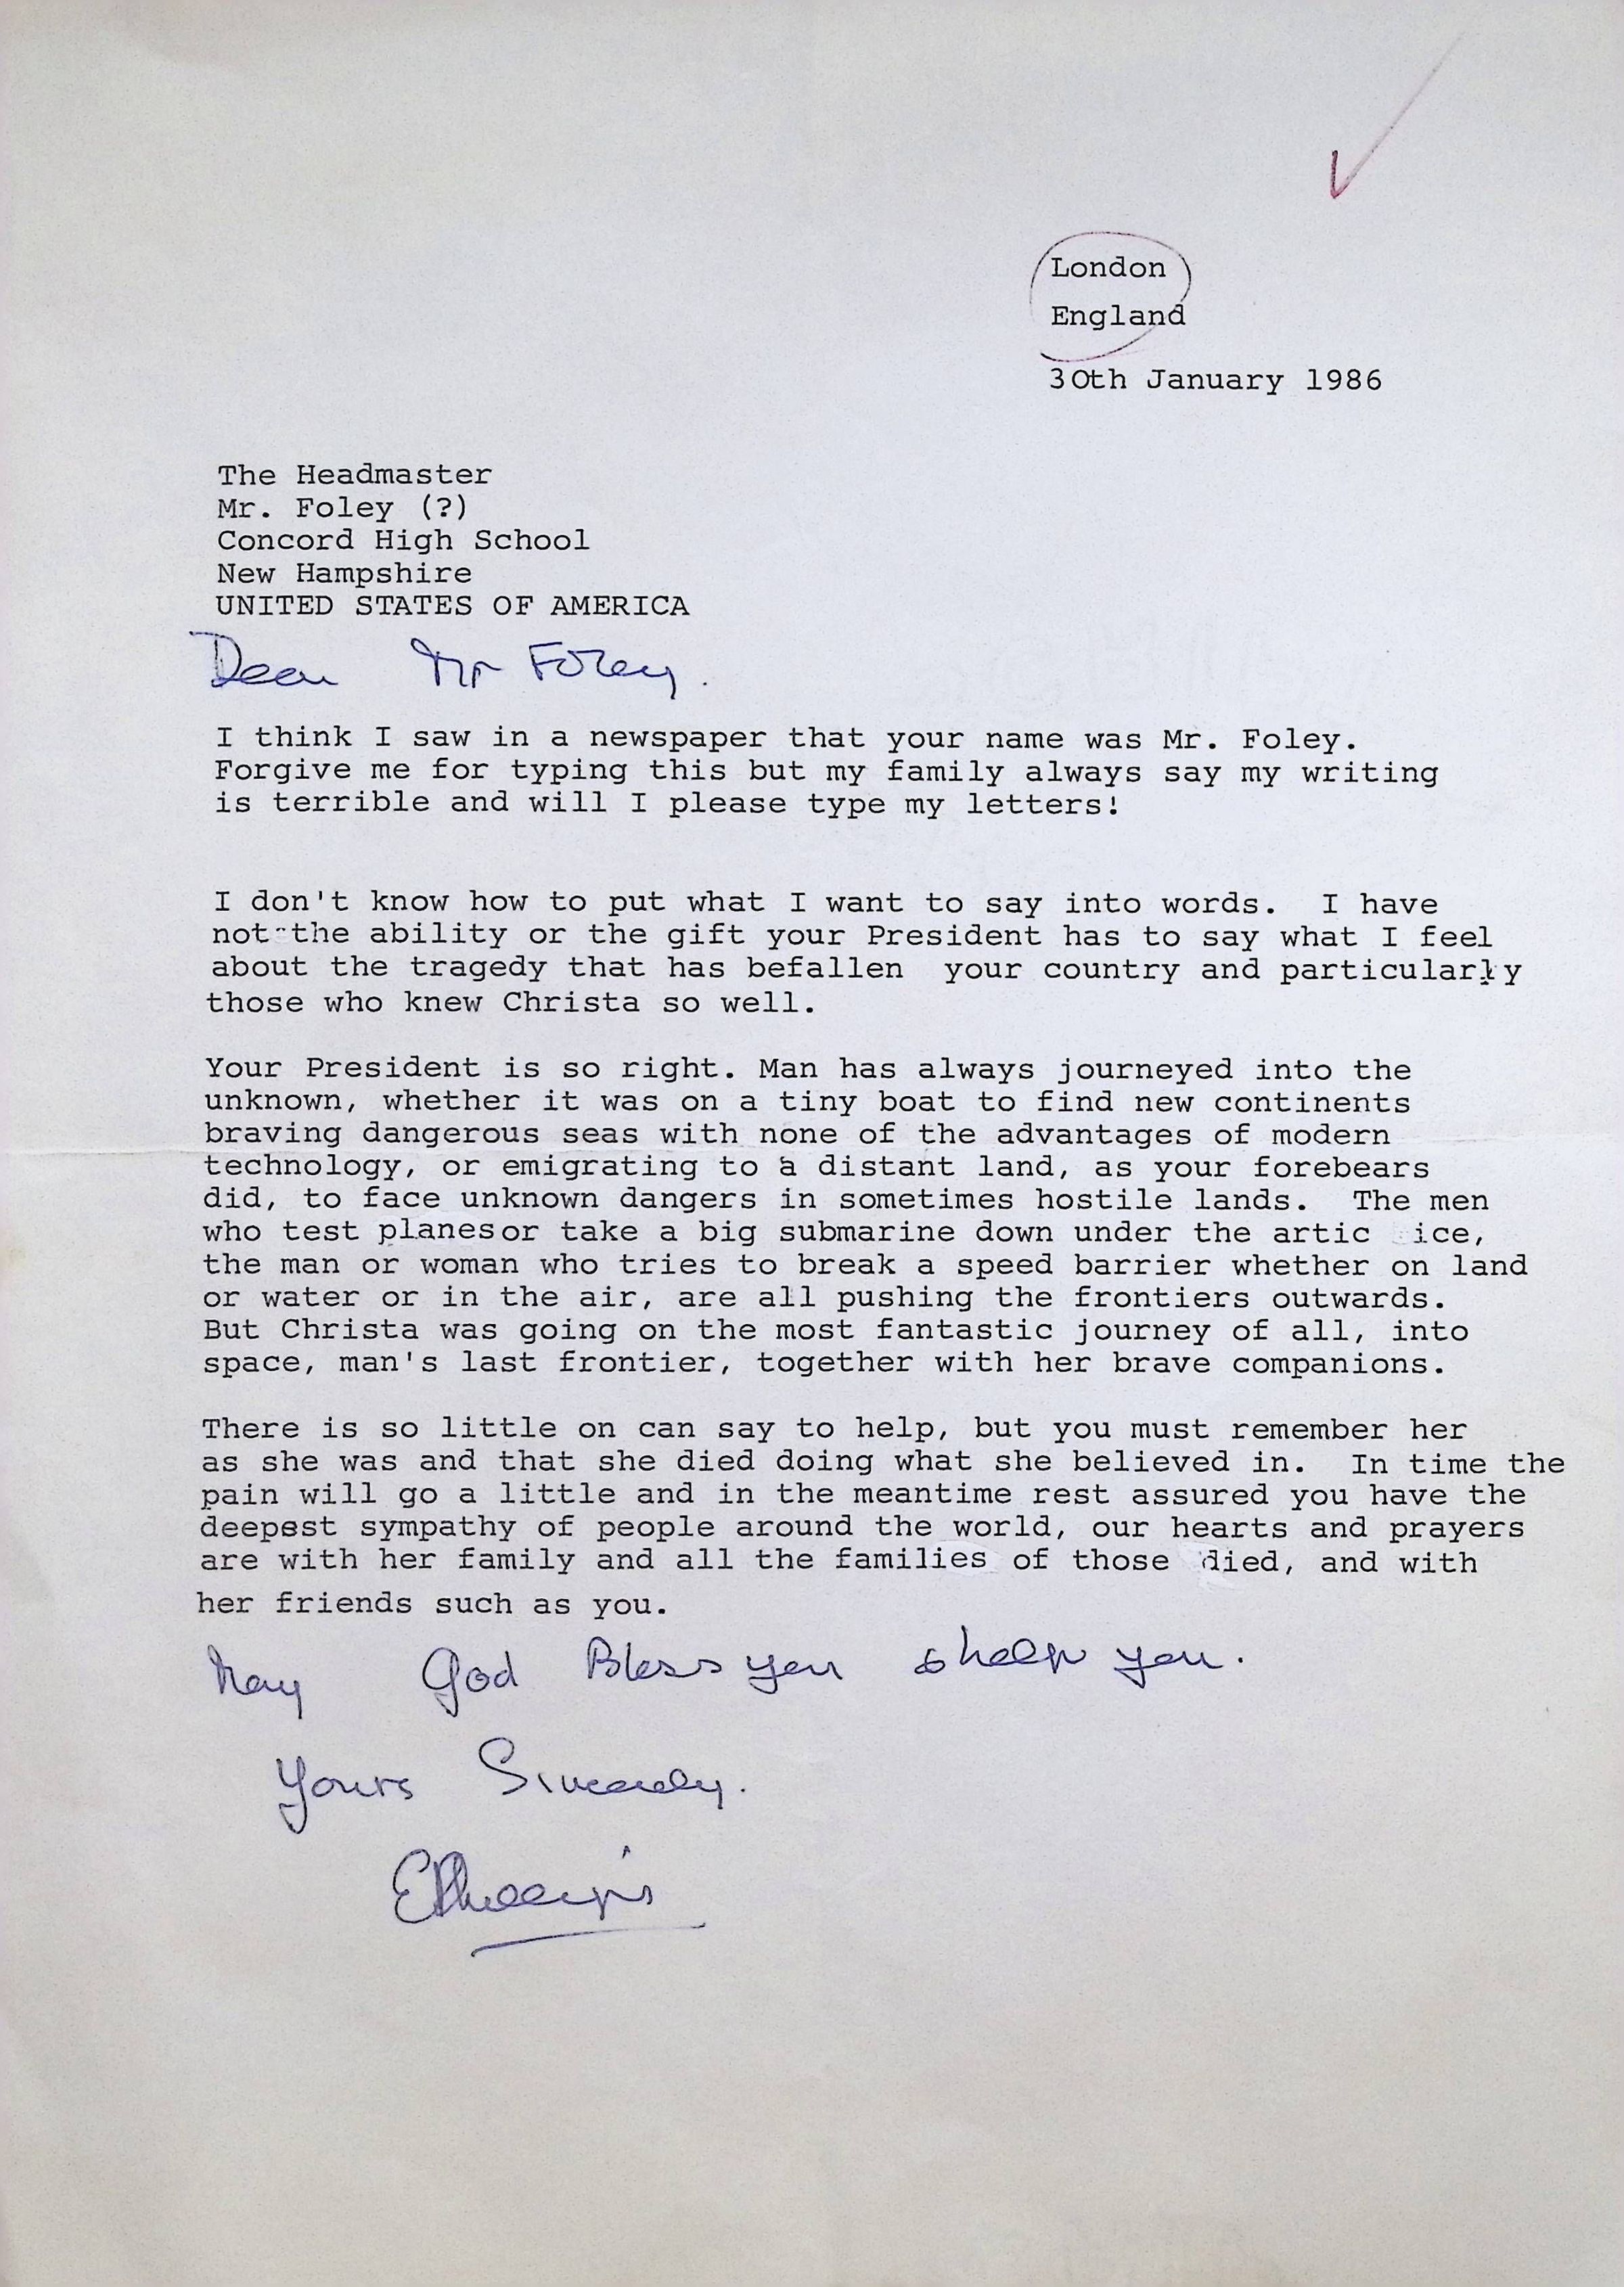 London
England
30th January 1986
The Headmaster
Mr. Foley (?)
Concord High School
New Hampshire
UNITED STATES OF AMERICA
Dear Mr Foley.
I think I saw in a newspaper that your name was Mr. Foley.
Forgive me for typing this but my family always say my writing
is terrible and will I please type my letters!
I don't know how to put what I want to say into words.  I have
not the ability or the gift your President has to say what I feel
about the tragedy that has befallen  your country and particularly
those who knew Christa so well.
Your President is so right. Man has always journeyed into the
unknown, whether it was on a tiny boat to find new continents
braving dangerous seas with none of the advantages of modern
technology, or emigrating to a distant land, as your forebears
did, to face unknown dangers in sometimes hostile lands.  The men
who test planesor take a big submarine down under the artic  ice,
the man or woman who tries to break a speed barrier whether on land
or water or in the air, are all pushing the frontiers outwards.
But Christa was going on the most fantastic journey of all, into
space, man's last frontier, together with her brave companions.
There is so little on can say to help, but you must remember her
as she was and that she died doing what she believed in.  In time the
pain will go a little and in the meantime rest assured you have the
deepest sympathy of people around the world, our hearts and prayers
are with her family and all the families of those died, and with
her friends such as you.
May God Bless you & help you.
Yours Sincerely.
EPhillips